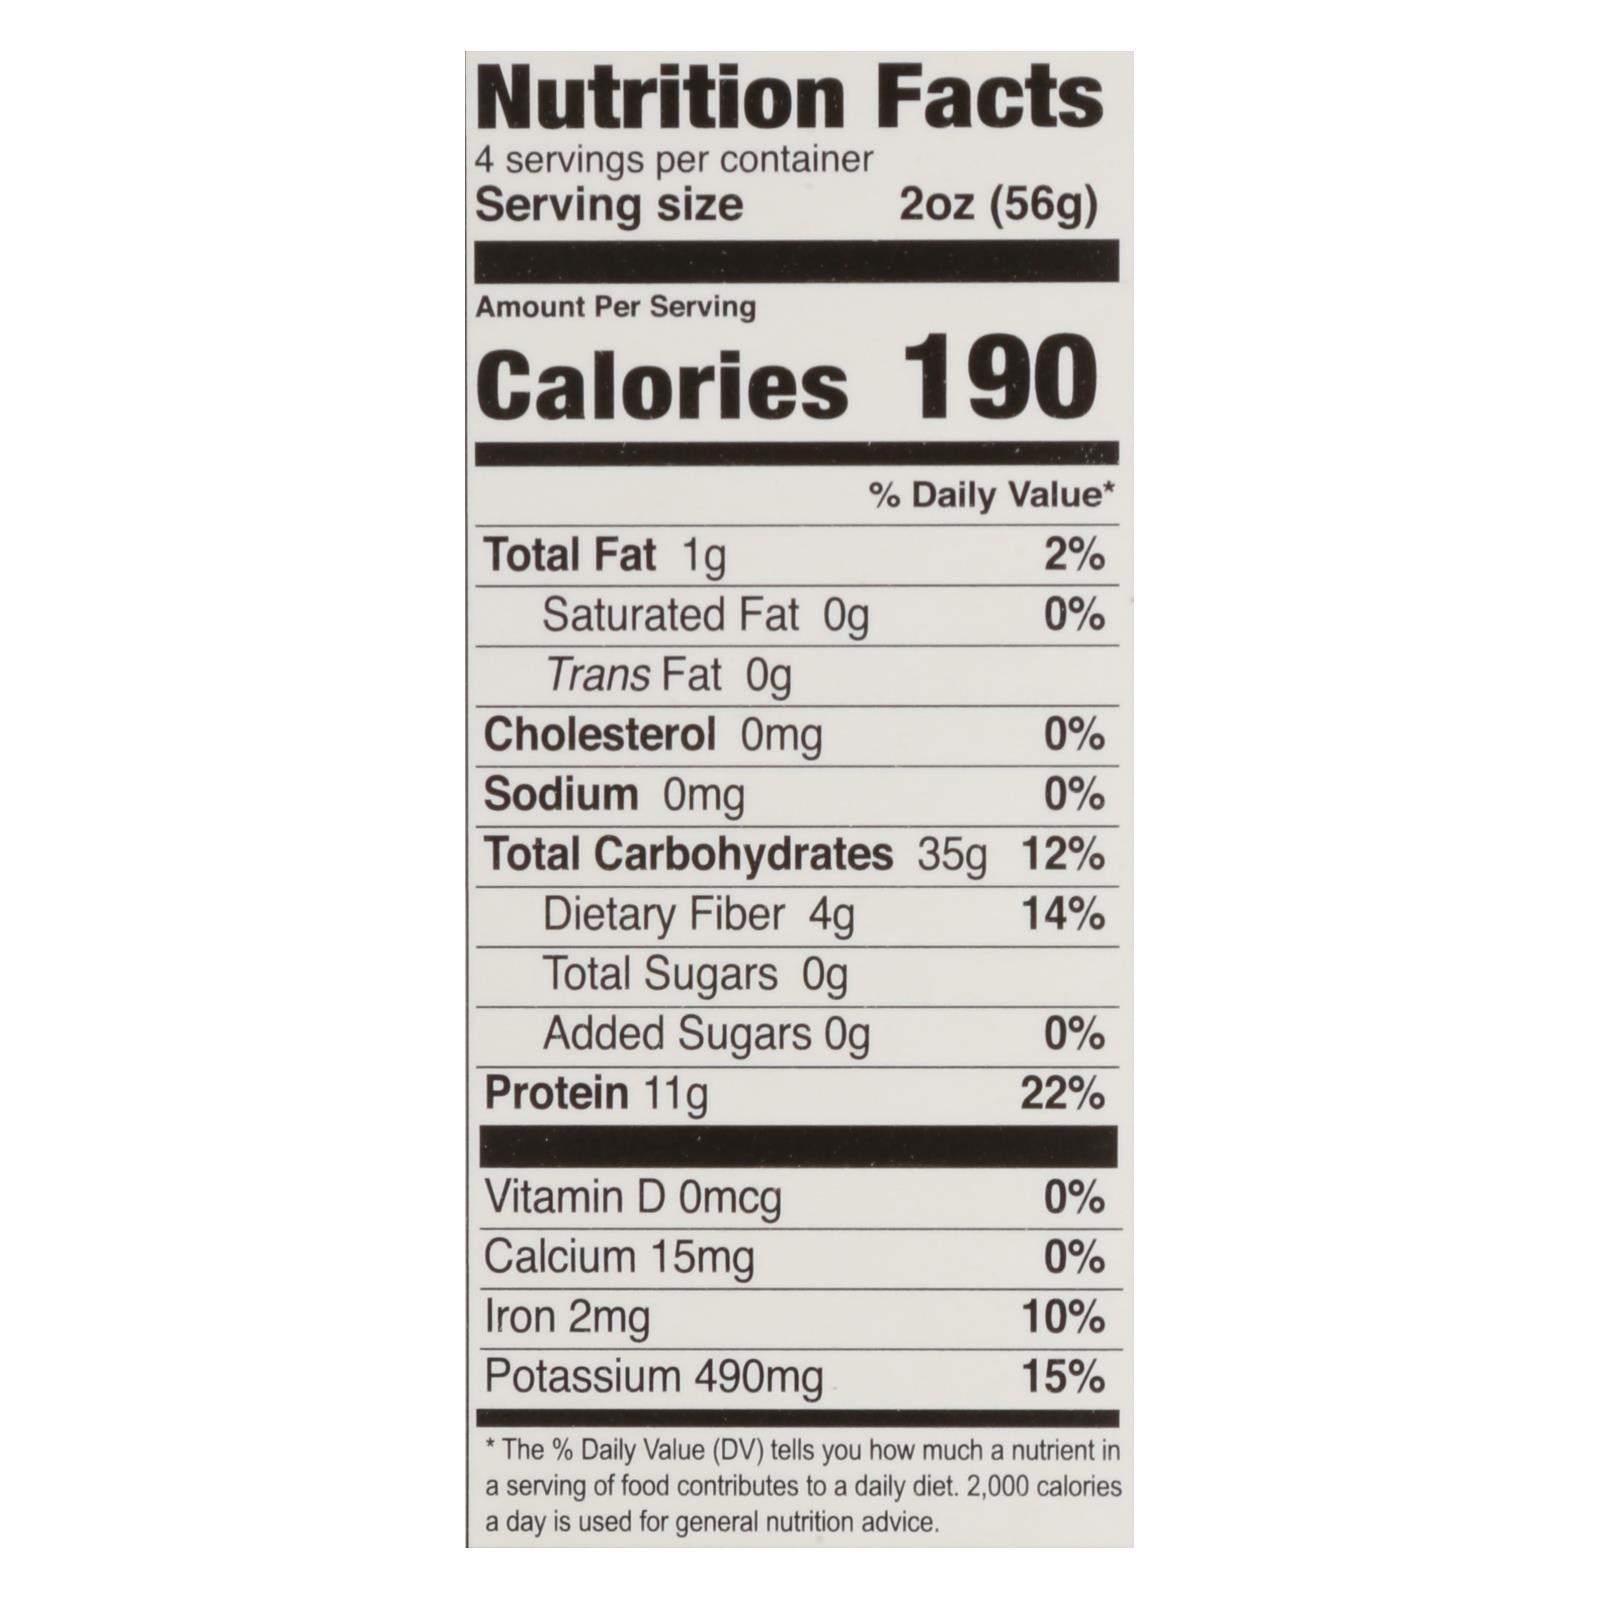 Nutrition Facts
4 servings per container
Serving size 2oz (56g)
Amount Per Serving
Calories 190
% Daily Value*
Total Fat 1g 2%
Saturated Fat 0g 0%
Trans Fat 0g
Cholesterol 0mg 0%
Sodium 0mg 0%
Total Carbohydrates 35g 12%
Dietary Fiber 4g 14%
Total Sugars 0g
Added Sugars 0g 0%
Protein 11g 22%
Vitamin D 0mcg 0%
Calcium 15mg 0%
Iron 2mg 10%
Potassium 490mg 15%
* The % Daily Value (DV) tells you how much a nutrient in
a serving of food contributes to a daily diet. 2,000 calories
a day is used for general nutrition advice.